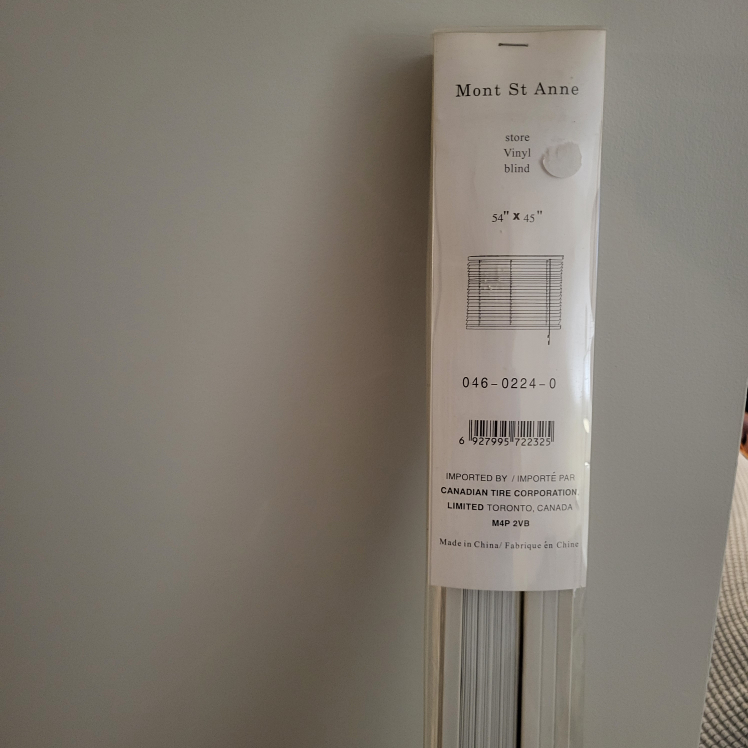 Mont St Anne
store
Vinyl
blind
54" x 45"
046-0224-0
6 927995 722325
IMPORTED BY / IMPORTÉ PAR
CANADIAN TIRE CORPORATION,
LIMITED TORONTO, CANADA
M4P 2V8
Made in China/ Fabriqué en Chine